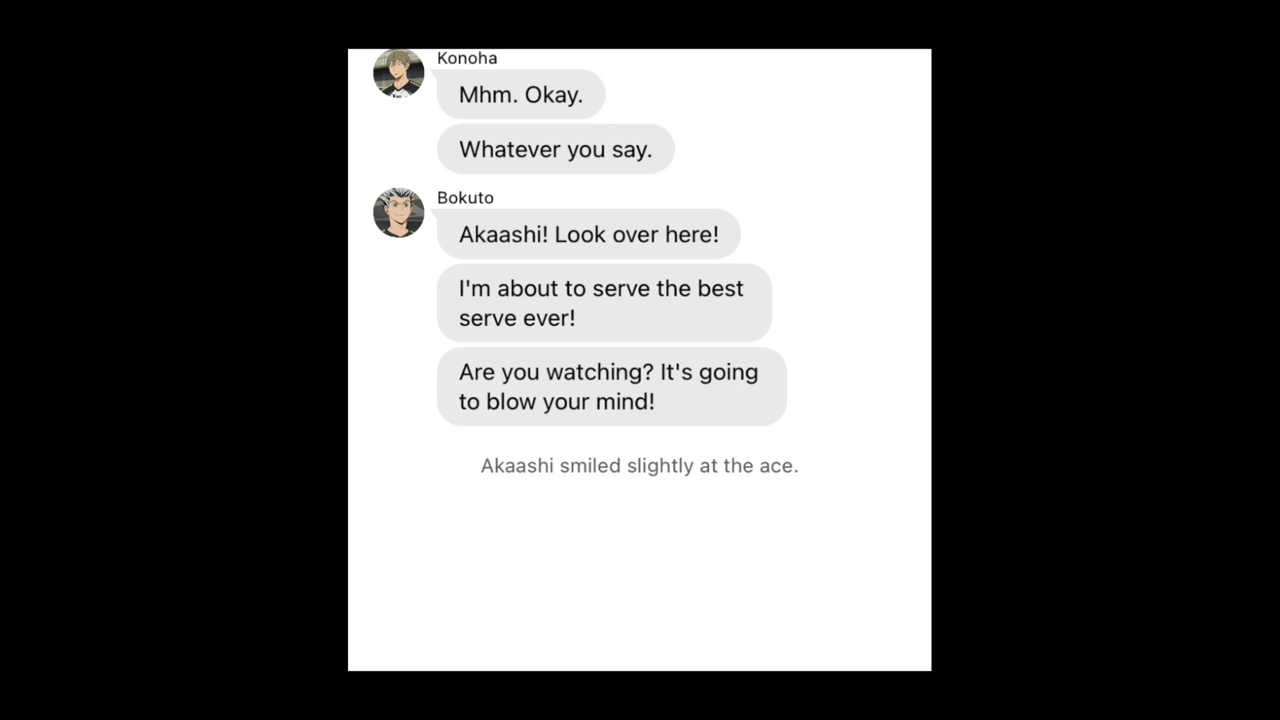 Konoha
Mhm. Okay.
Whatever you say.
Bokuto
Akaashi! Look over here!
I'm about to serve the best
serve ever!
Are you watching? It's going
to blow your mind!
Akaashi smiled slightly at the ace.